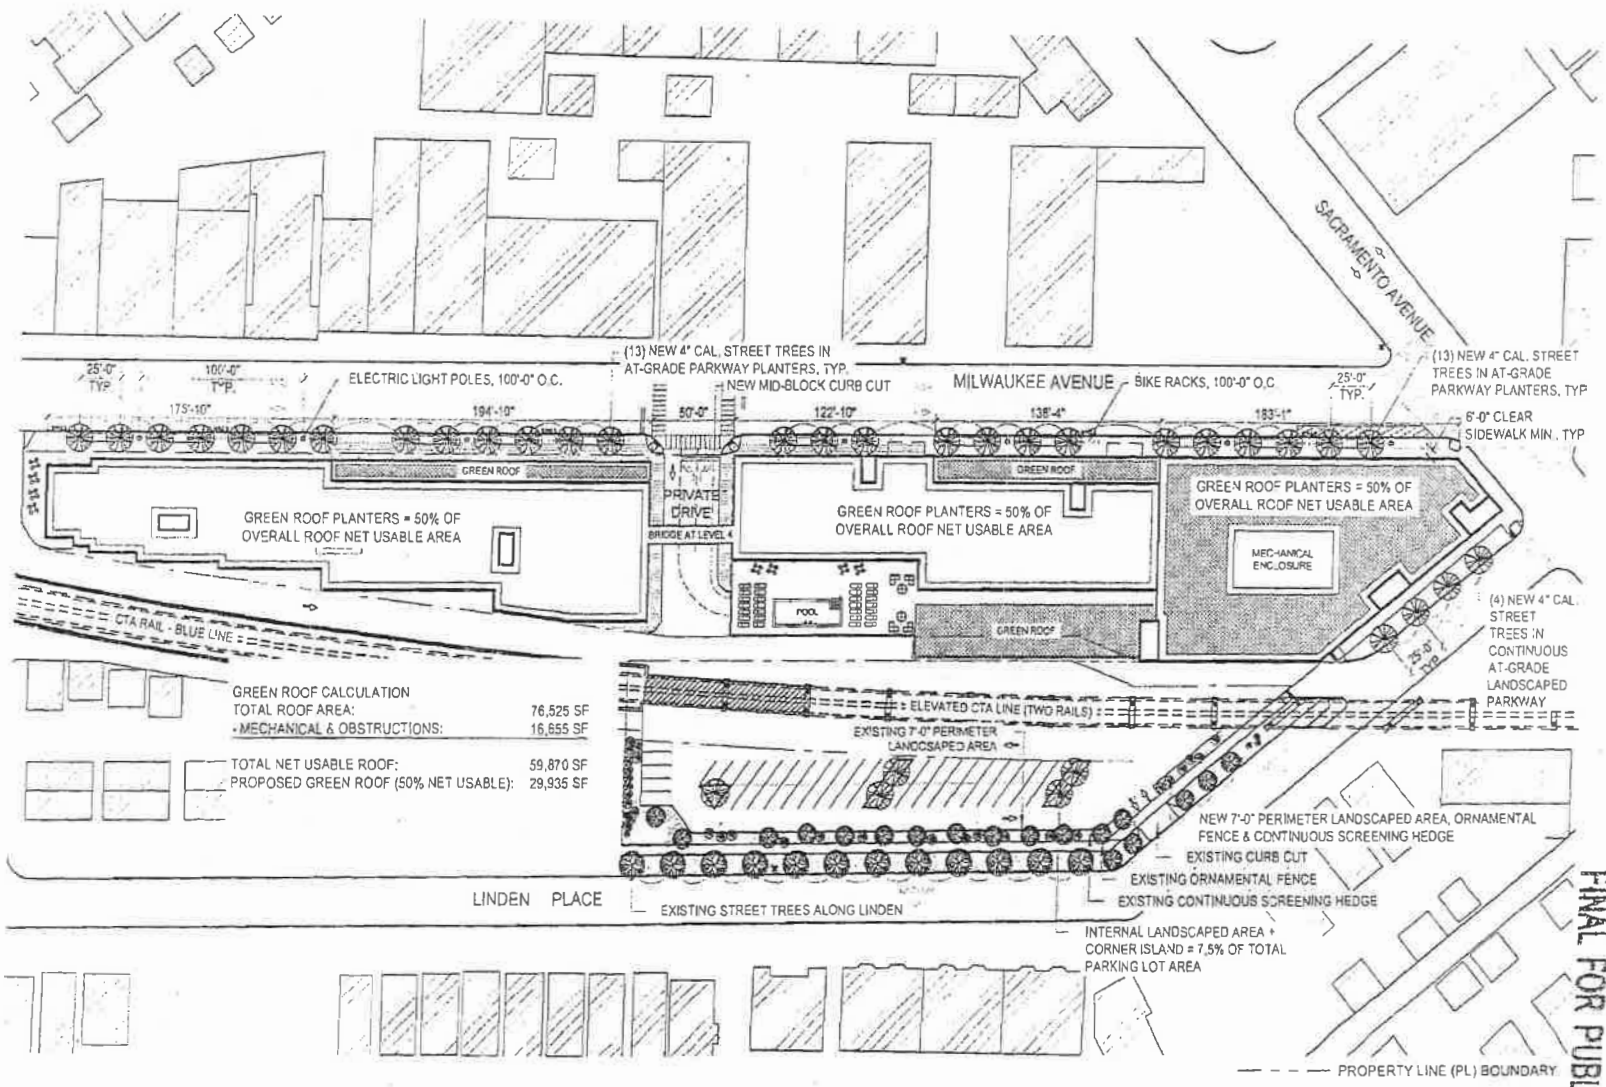 SACRAMENTO AVENUE
(13) NEW 4" CAL. STREET TREES IN
AT-GRADE PARKWAY PLANTERS, TYP.
NEW MID-BLOCK CURB CUT
MILWAUKEE AVENUE
BIKE RACKS, 100'-0" O.C.
25'-0"
TYP.
(13) NEW 4" CAL. STREET
TREES IN AT-GRADE
PARKWAY PLANTERS, TYP
6'-0" CLEAR
SIDEWALK MIN., TYP
25'-0"
TYP.
100'-0"
TYP.
ELECTRIC LIGHT POLES, 100'-0" O.C.
175'-10"
194'-10"
50'-0"
122'-10"
138'-4"
183'-1"
GREEN ROOF
GREEN ROOF
PRIVATE
DRIVE
BRIDGE AT LEVEL 4
GREEN ROOF PLANTERS = 50% OF
OVERALL ROOF NET USABLE AREA
GREEN ROOF PLANTERS = 50% OF
OVERALL ROOF NET USABLE AREA
GREEN ROOF PLANTERS = 50% OF
OVERALL ROOF NET USABLE AREA
MECHANICAL
ENCLOSURE
POOL
GREEN ROOF
CTA RAIL - BLUE LINE
25'-0"
TYP.
(4) NEW 4" CAL.
STREET
TREES IN
CONTINUOUS
AT-GRADE
LANDSCAPED
PARKWAY
GREEN ROOF CALCULATION
TOTAL ROOF AREA: 76,525 SF
- MECHANICAL & OBSTRUCTIONS: 16,655 SF
TOTAL NET USABLE ROOF: 59,870 SF
PROPOSED GREEN ROOF (50% NET USABLE): 29,935 SF
ELEVATED CTA LINE (TWO RAILS)
EXISTING 7'-0" PERIMETER
LANDCSAPED AREA
NEW 7'-0" PERIMETER LANDSCAPED AREA, ORNAMENTAL
FENCE & CONTINUOUS SCREENING HEDGE
EXISTING CURB CUT
EXISTING ORNAMENTAL FENCE
EXISTING CONTINUOUS SCREENING HEDGE
LINDEN PLACE
EXISTING STREET TREES ALONG LINDEN
INTERNAL LANDSCAPED AREA +
CORNER ISLAND = 7.5% OF TOTAL
PARKING LOT AREA
PROPERTY LINE (PL) BOUNDARY
FINAL FOR PUBL